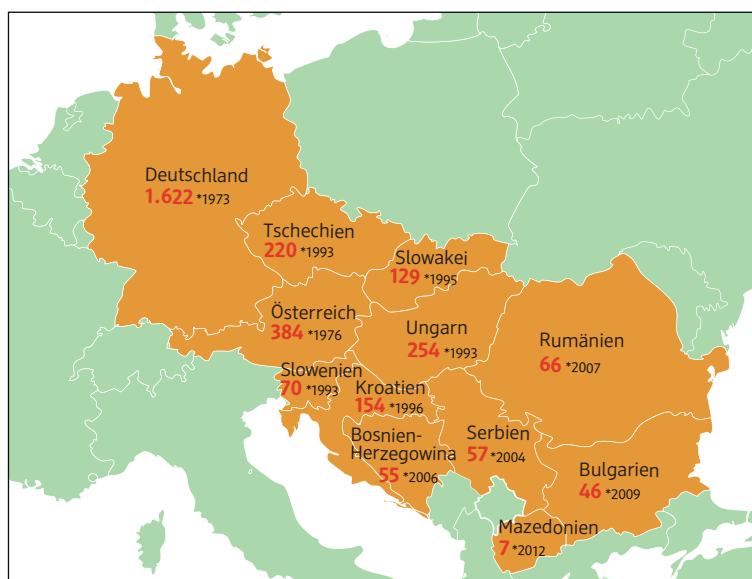 Deutschland
1.622 *1973
Tschechien
220 *1993
Slowakei
129 *1995
Österreich
384 *1976
Ungarn
254 *1993
Rumänien
66 *2007
Slowenien
70 *1993
Kroatien
154 *1996
Bosnien-
Herzegowina
55 *2006
Serbien
57 *2004
Bulgarien
46 *2009
Mazedonien
7 *2012